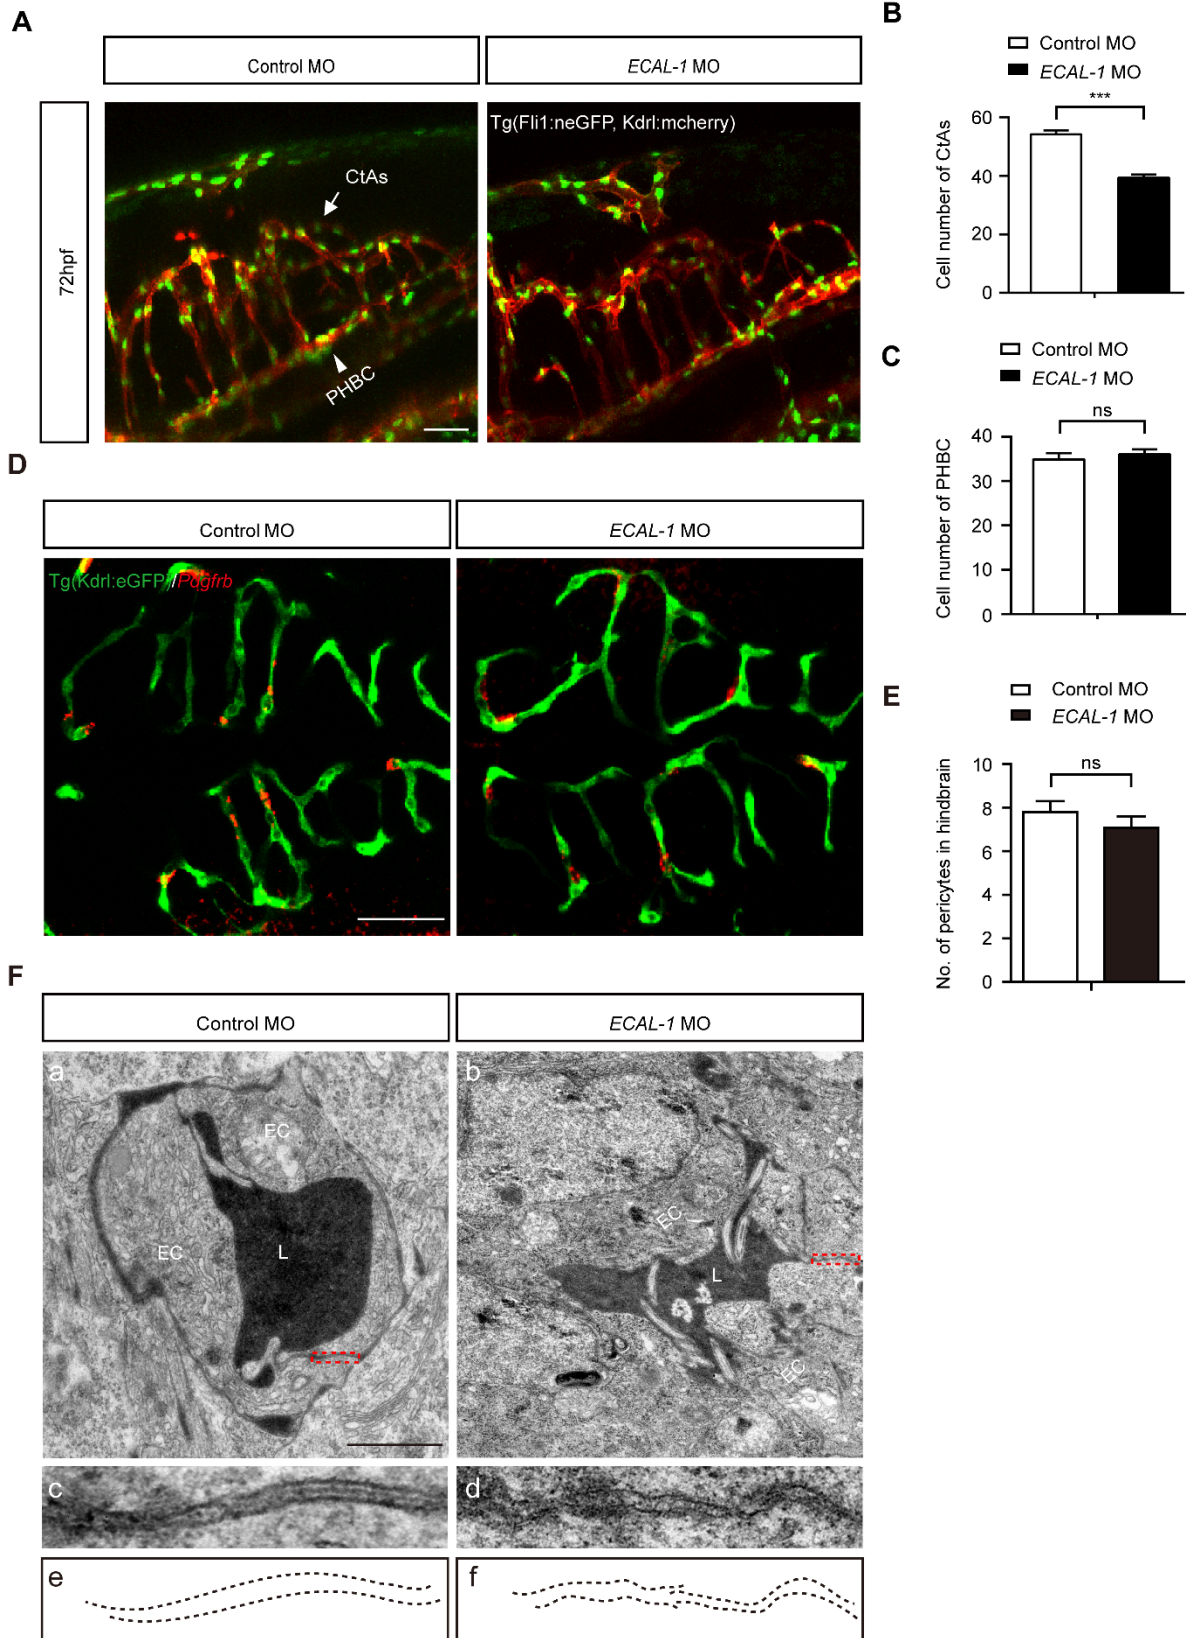 A
Control MO
ECAL-1 MO
72hpf
Tg(Fli1:neGFP, Kdrl:mcherry)
CtAs
PHBC
B
Control MO
ECAL-1 MO
***
Cell number of CtAs
60
40
20
0
C
Control MO
ECAL-1 MO
ns
Cell number of PHBC
40
30
20
10
0
D
Control MO
ECAL-1 MO
Tg(Kdrl:eGFP)/Pdgfrb
E
Control MO
ECAL-1 MO
ns
No. of pericytes in hindbrain
10
8
6
4
2
0
F
Control MO
ECAL-1 MO
a
EC
EC
L
b
EC
L
EC
c
d
e
f